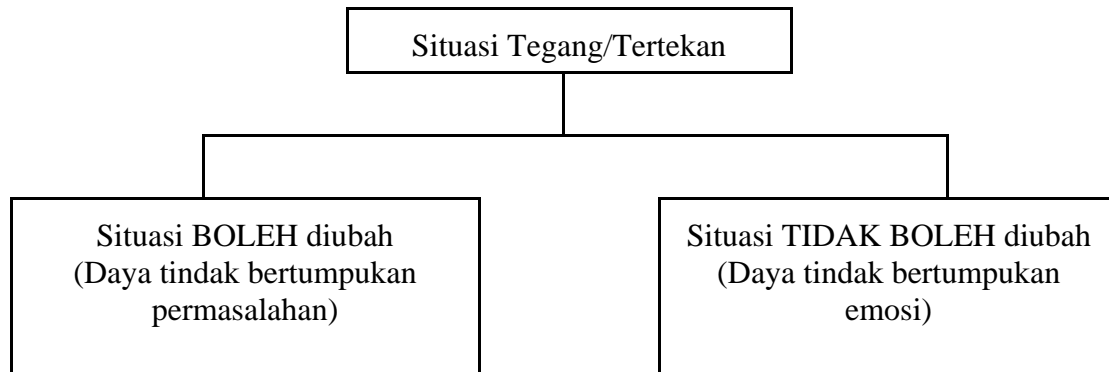 Situasi Tegang/Tertekan
Situasi BOLEH diubah
(Daya tindak bertumpukan
permasalahan)
Situasi TIDAK BOLEH diubah
(Daya tindak bertumpukan
emosi)